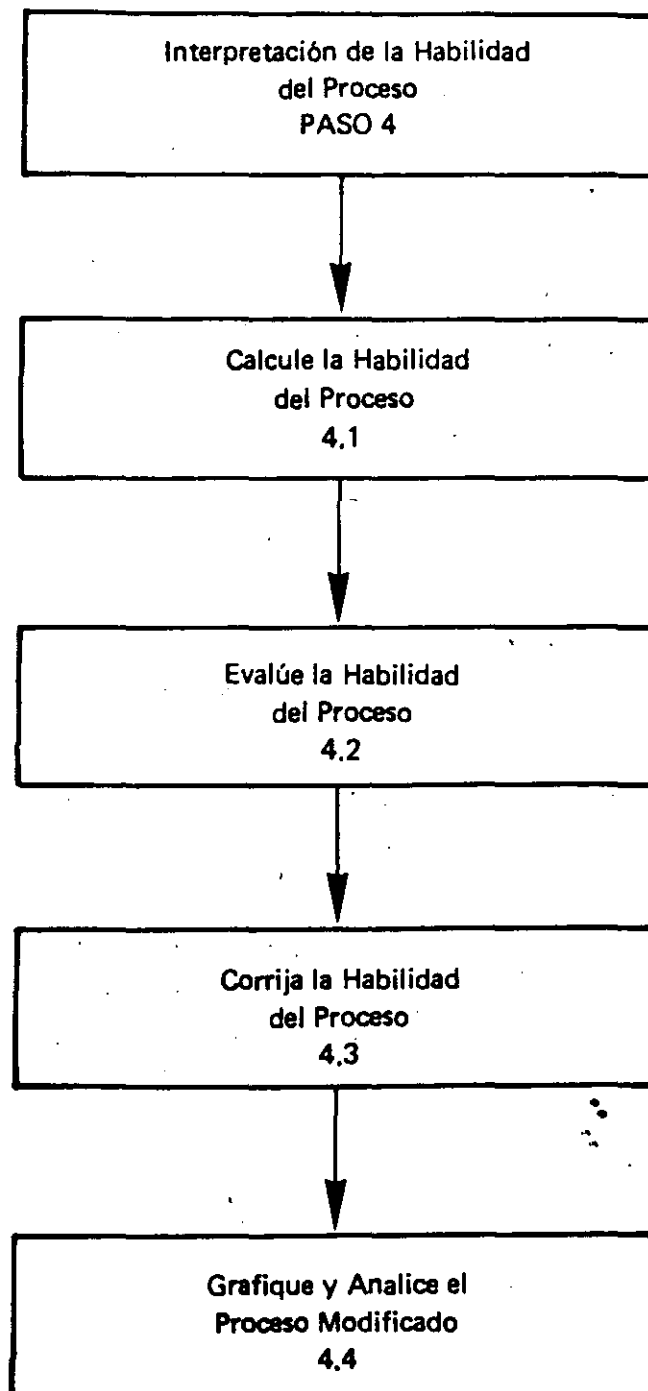 Interpretación de la Habilidad
del Proceso
PASO 4
Calcule la Habilidad
del Proceso
4.1
Evalúe la Habilidad
del Proceso
4.2
Corrija la Habilidad
del Proceso
4.3
Grafique y Analice el
Proceso Modificado
4.4